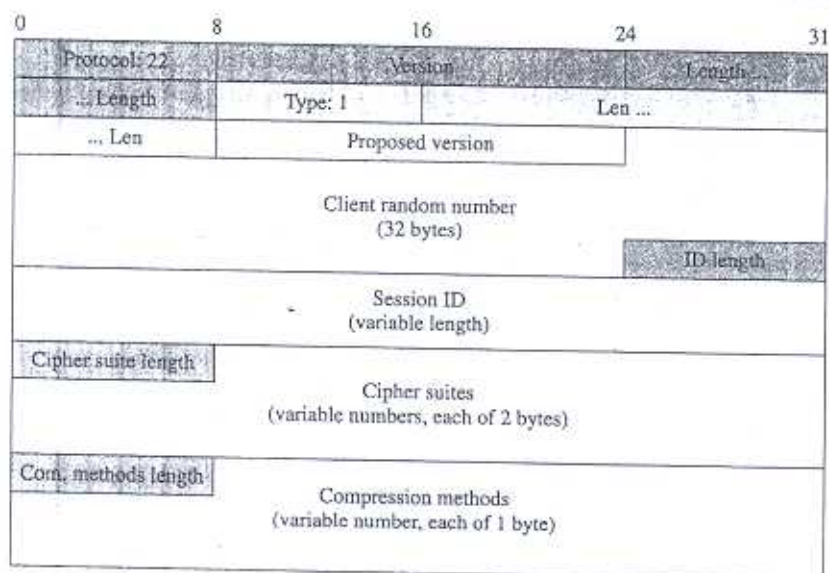 0 8 16 24 31
Protocol: 22 Version Length ...
... Length Type: 1 Len ...
... Len Proposed version
Client random number
(32 bytes)
ID length
Session ID
(variable length)
Cipher suite length
Cipher suites
(variable numbers, each of 2 bytes)
Com. methods length
Compression methods
(variable number, each of 1 byte)